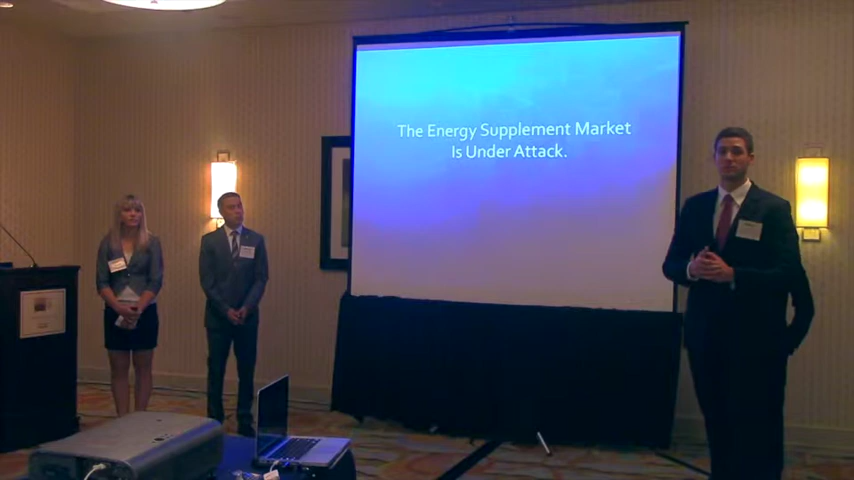 The Energy Supplement Market
Is Under Attack.